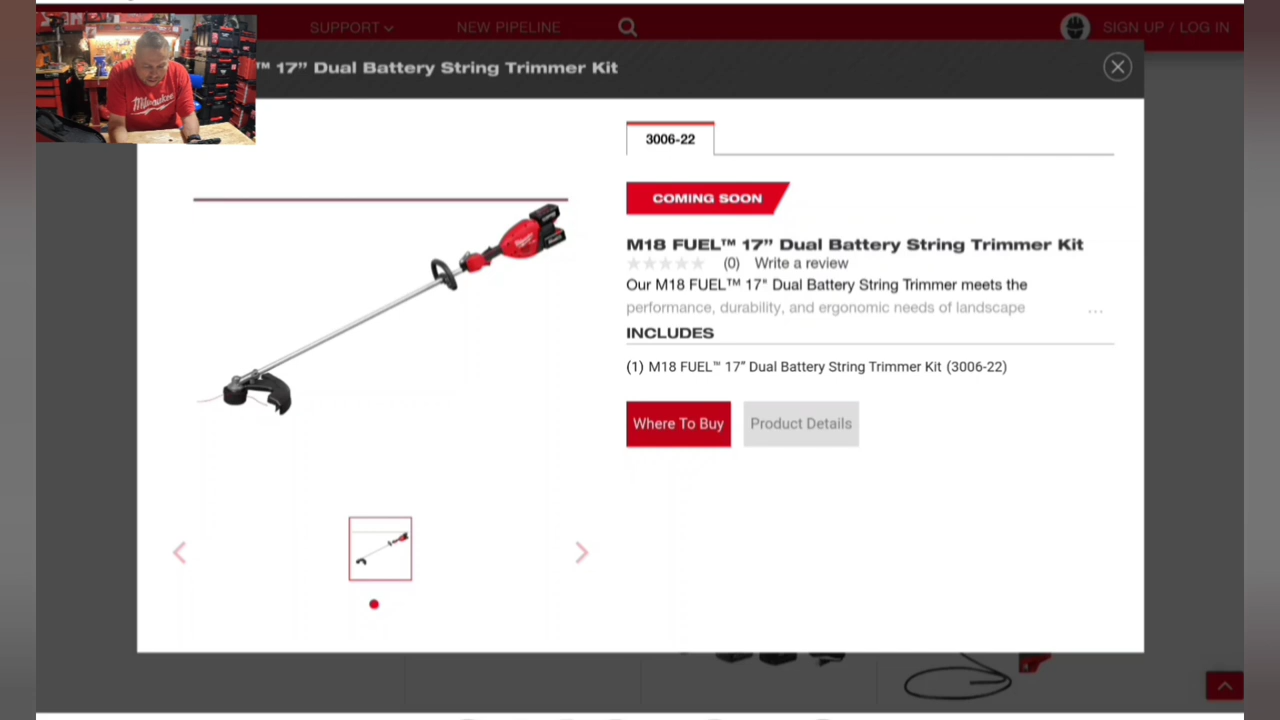 SUPPORT
NEW PIPELINE
SIGN UP / LOG IN
™ 17” Dual Battery String Trimmer Kit
Milwaukee
3006-22
COMING SOON
M18 FUEL™ 17” Dual Battery String Trimmer Kit
(0) Write a review
Our M18 FUEL™ 17" Dual Battery String Trimmer meets the
performance, durability, and ergonomic needs of landscape
...
INCLUDES
(1) M18 FUEL™ 17” Dual Battery String Trimmer Kit (3006-22)
Where To Buy
Product Details